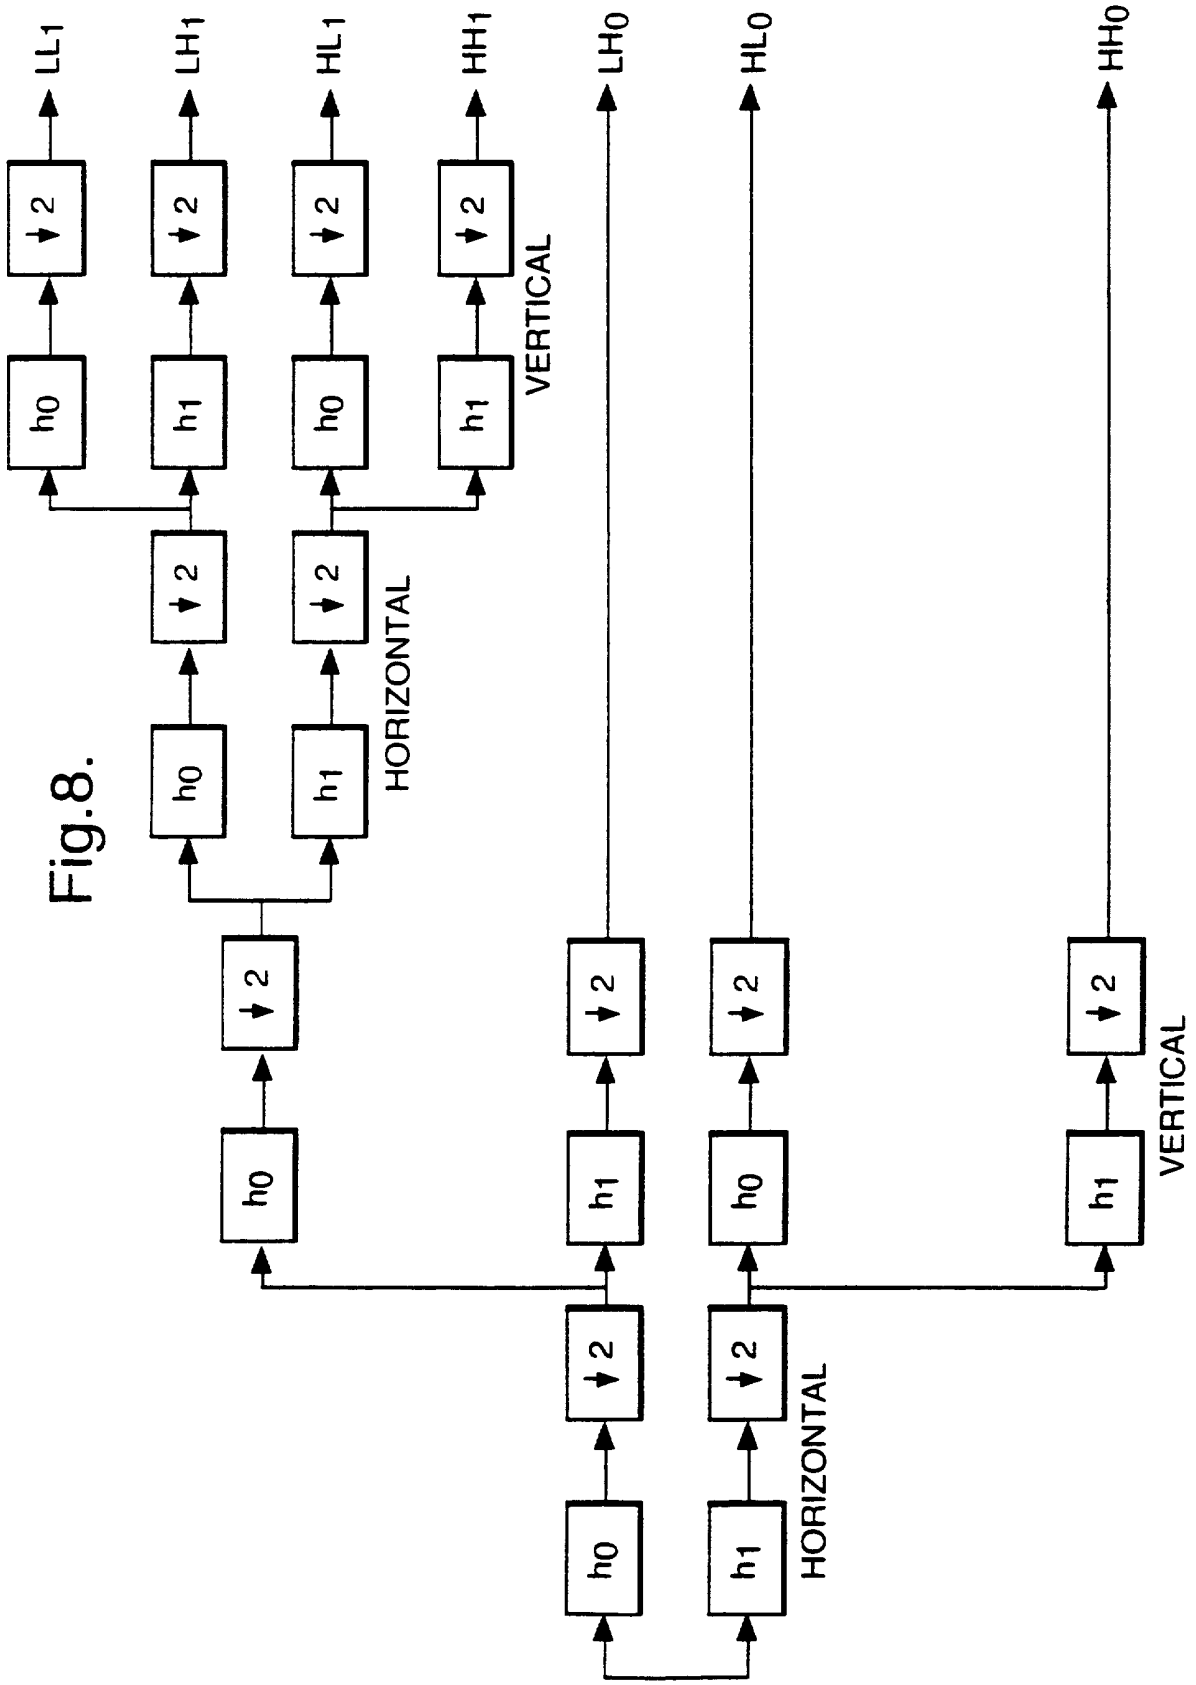 Fig.8.
h0
↓2
h1
↓2
HORIZONTAL
h0
↓2
h1
↓2
h0
↓2
h1
↓2
VERTICAL
h0
↓2
h1
↓2
HORIZONTAL
h0
↓2
LL1
h1
↓2
LH1
h0
↓2
HL1
h1
↓2
HH1
VERTICAL
LH0
HL0
HH0